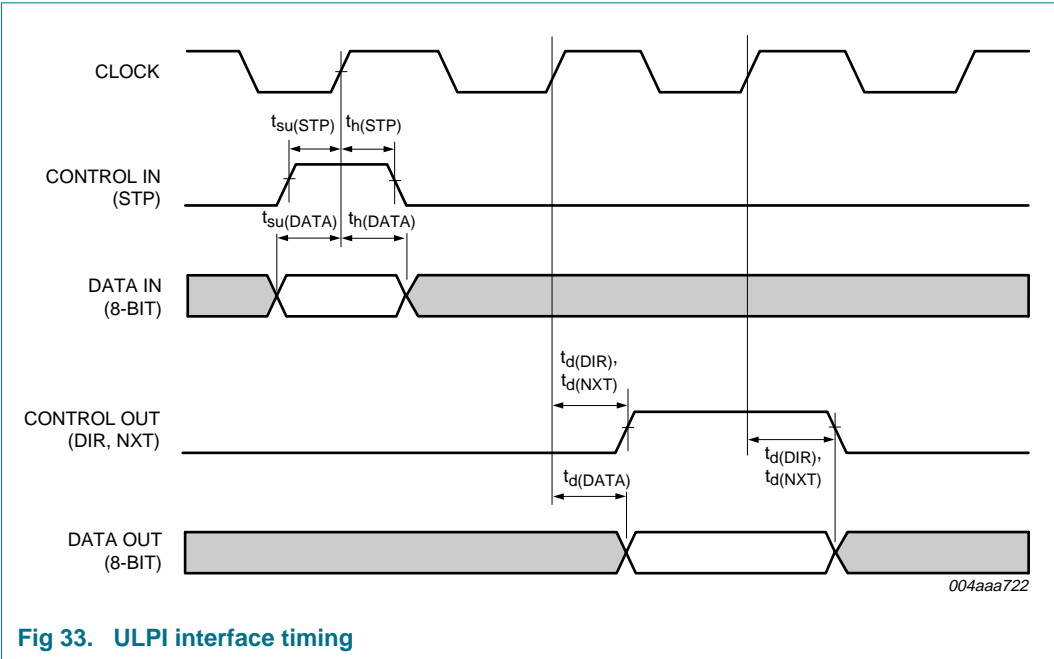 CLOCK
tsu(STP) th(STP)
CONTROL IN
(STP)
tsu(DATA) th(DATA)
DATA IN
(8-BIT)
td(DIR),
td(NXT)
CONTROL OUT
(DIR, NXT)
td(DIR),
td(NXT)
td(DATA)
DATA OUT
(8-BIT)
004aaa722
Fig 33. ULPI interface timing